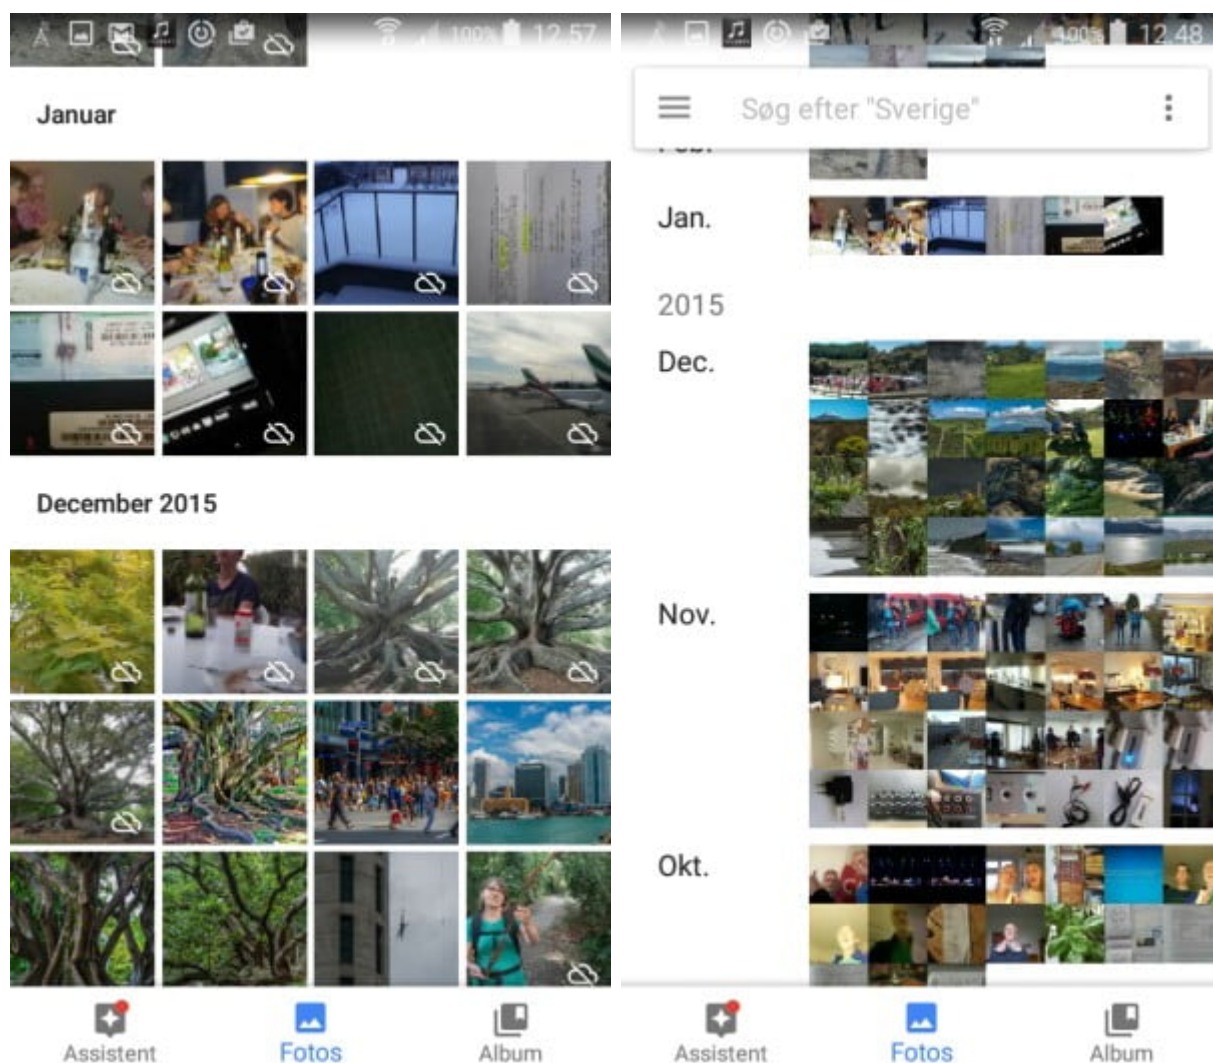 100% 12.57
Januar
December 2015
Assistent
Fotos
Album
100% 12.48
Søg efter "Sverige"
Jan.
2015
Dec.
Nov.
Okt.
Assistent
Fotos
Album